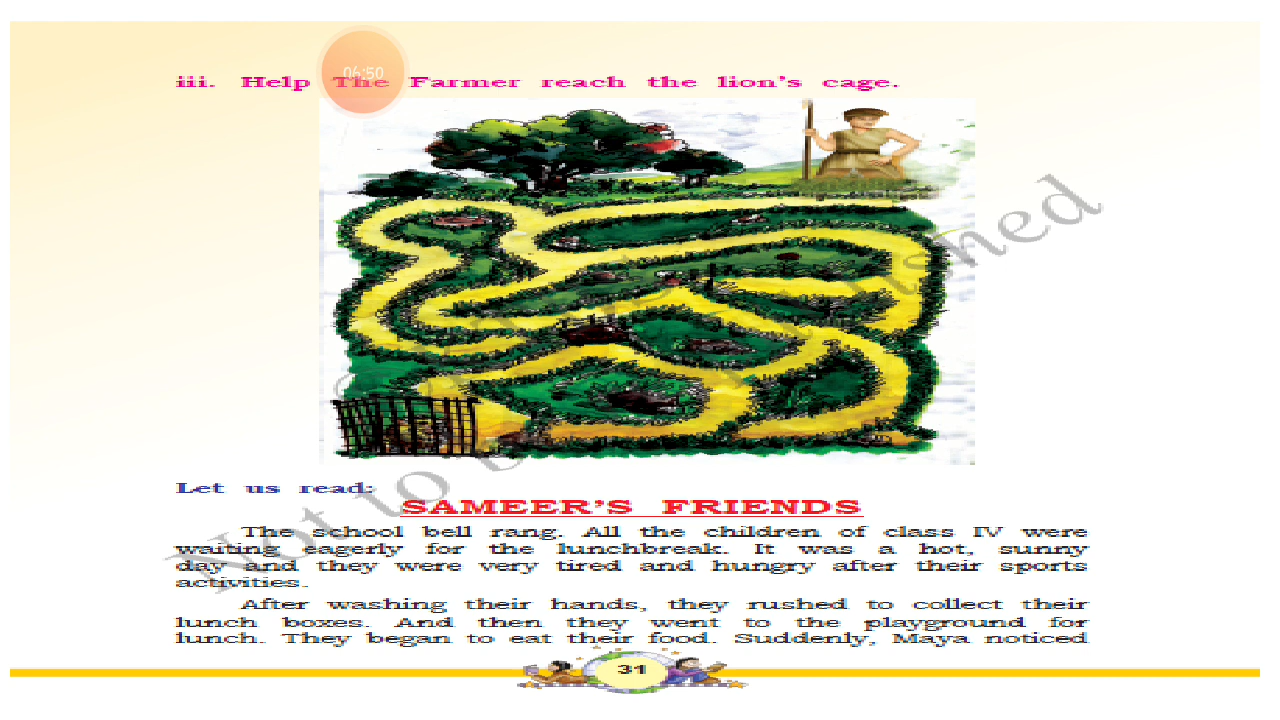 06:50
iii. Help The Farmer reach the lion's cage.
Let us read:
SAMEER'S FRIENDS
The school bell rang. All the children of class IV were
waiting eagerly for the lunchbreak. It was a hot, sunny
day and they were very tired and hungry after their sports
activities.
After washing their hands, they rushed to collect their
lunch boxes. And then they went to the playground for
lunch. They began to eat their food. Suddenly, Maya noticed
31